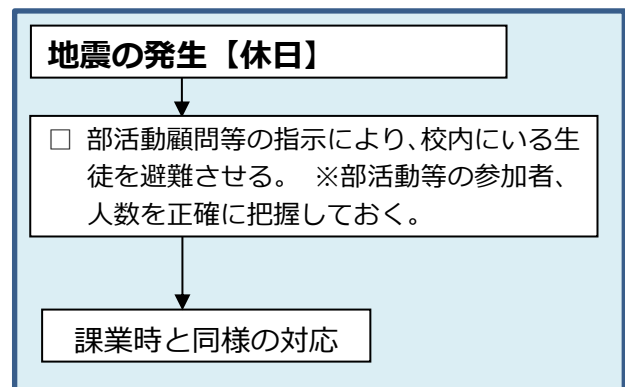 地震の発生【休日】
□ 部活動顧問等の指示により、校内にいる生
徒を避難させる。 ※部活動等の参加者、
人数を正確に把握しておく。
課業時と同様の対応